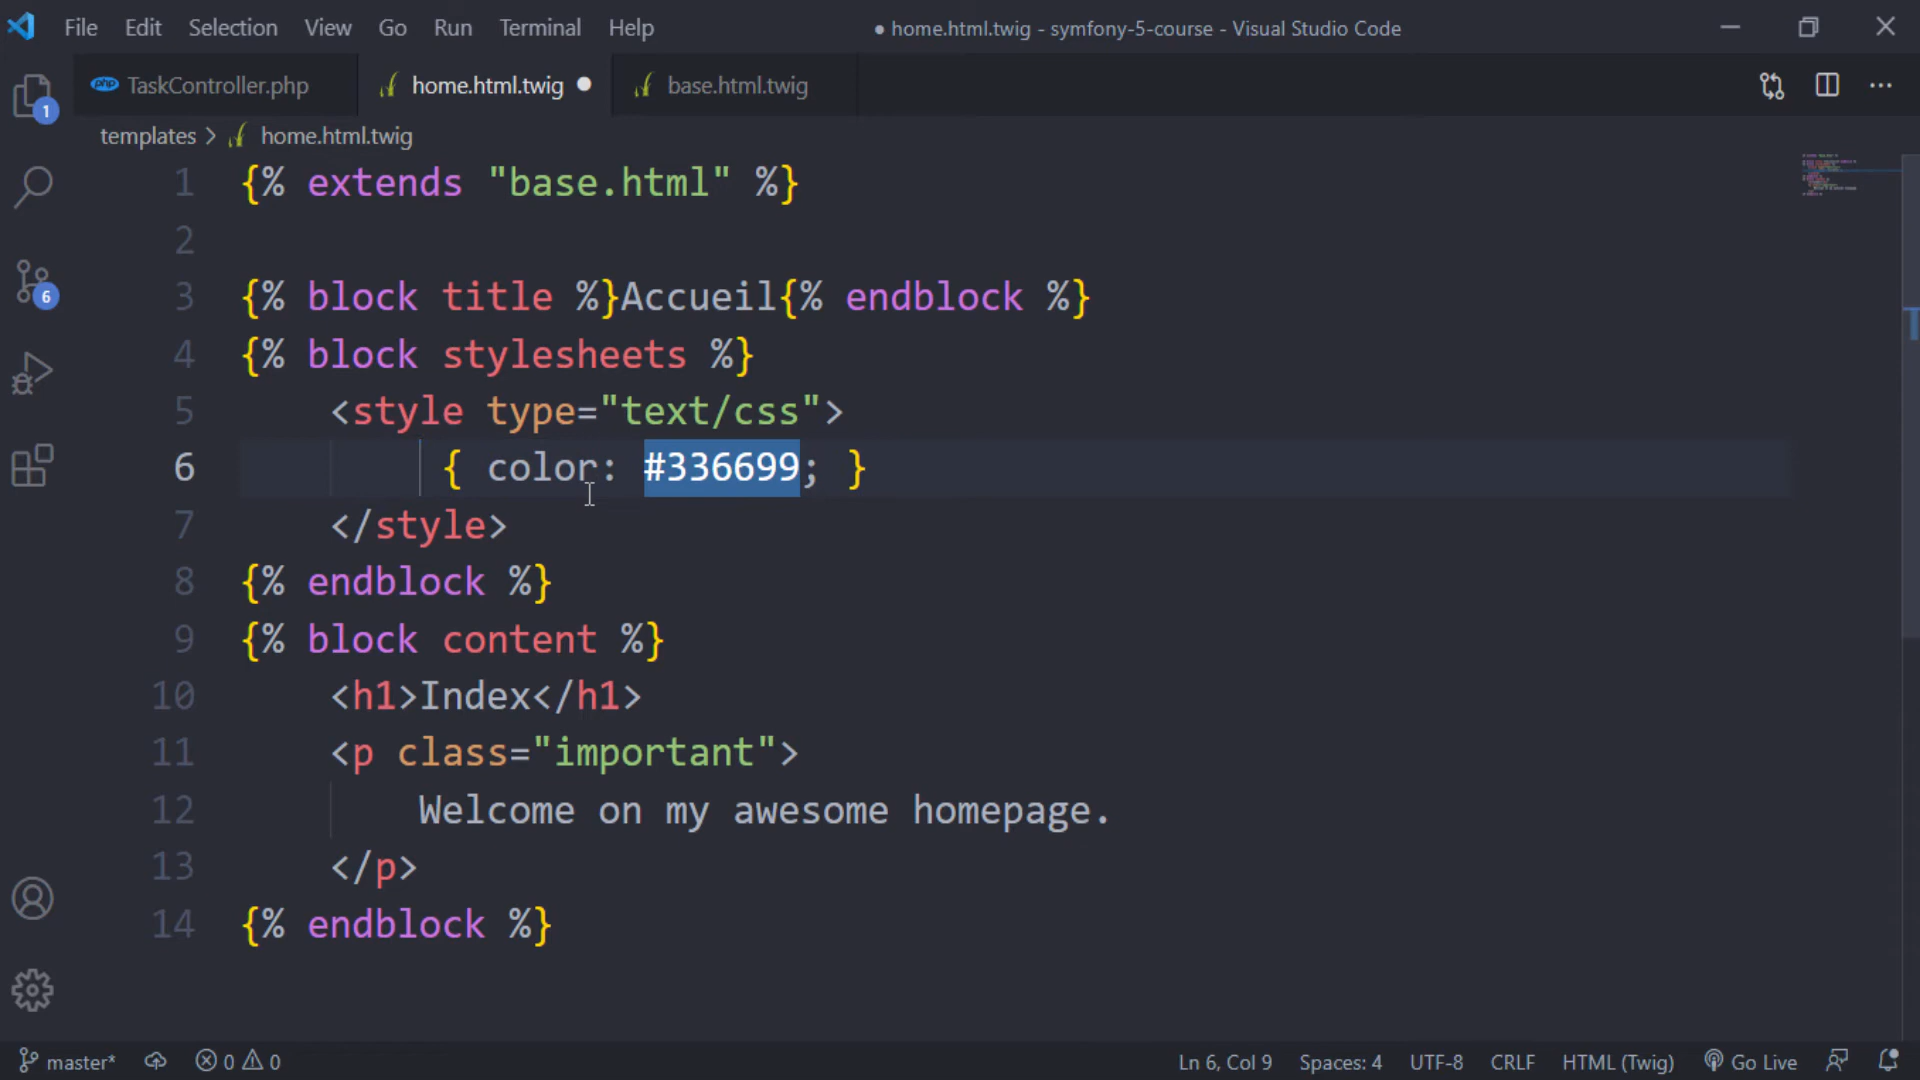 File Edit Selection View Go Run Terminal Help ● home.html.twig - symfony-5-course - Visual Studio Code
php TaskController.php home.html.twig ● base.html.twig
1
templates > home.html.twig
1 {% extends "base.html" %}
2
3 {% block title %}Accueil{% endblock %}
6
4 {% block stylesheets %}
5 <style type="text/css">
6 { color: #336699; }
7 </style>
8 {% endblock %}
9 {% block content %}
10 <h1>Index</h1>
11 <p class="important">
12 Welcome on my awesome homepage.
13 </p>
14 {% endblock %}
master* 0 0 Ln 6, Col 9 Spaces: 4 UTF-8 CRLF HTML (Twig) Go Live